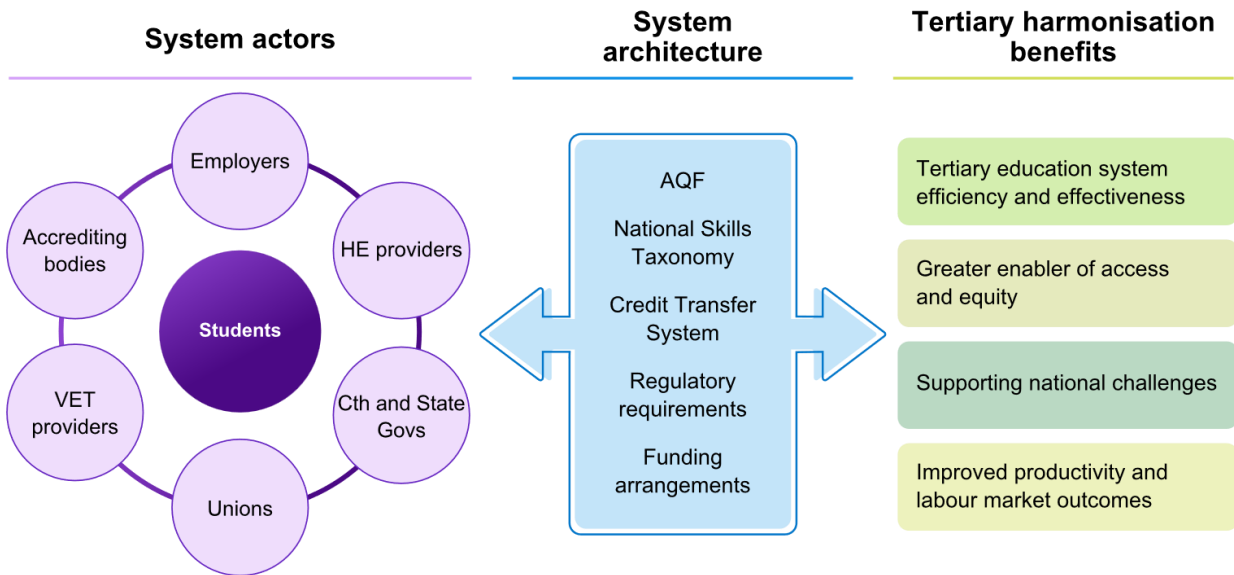 System actors
Employers
HE providers
Cth and State
Govs
Unions
VET
providers
Accrediting
bodies
Students
System
architecture
AQF
National Skills
Taxonomy
Credit Transfer
System
Regulatory
requirements
Funding
arrangements
Tertiary harmonisation
benefits
Tertiary education system
efficiency and effectiveness
Greater enabler of access
and equity
Supporting national challenges
Improved productivity and
labour market outcomes